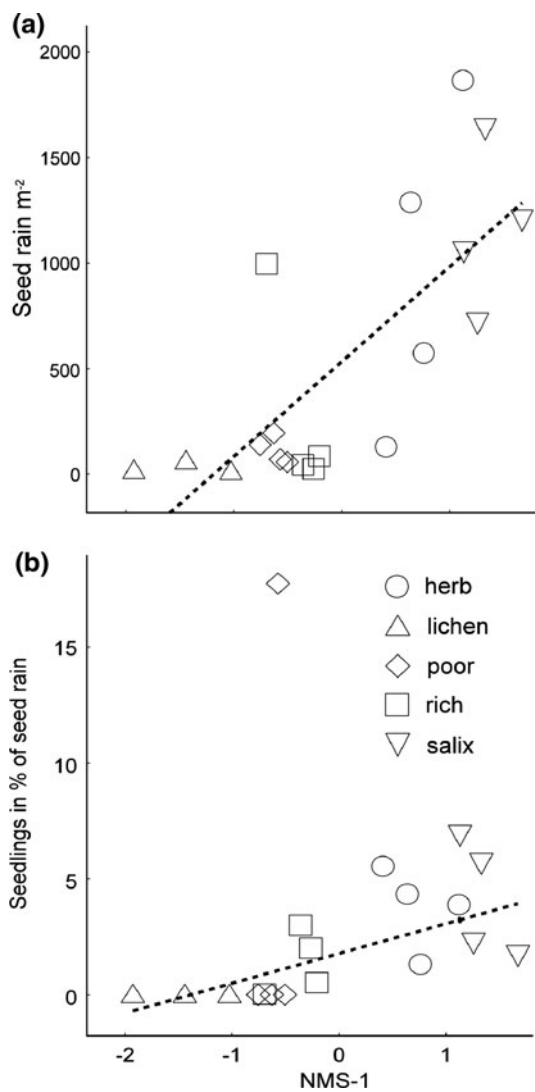 (a)
2000
1500
1000
500
0
Seed rain m⁻²
(b)
15
10
5
0
Seedlings in % of seed rain
herb
lichen
poor
rich
salix
-2 -1 0 1
NMS-1